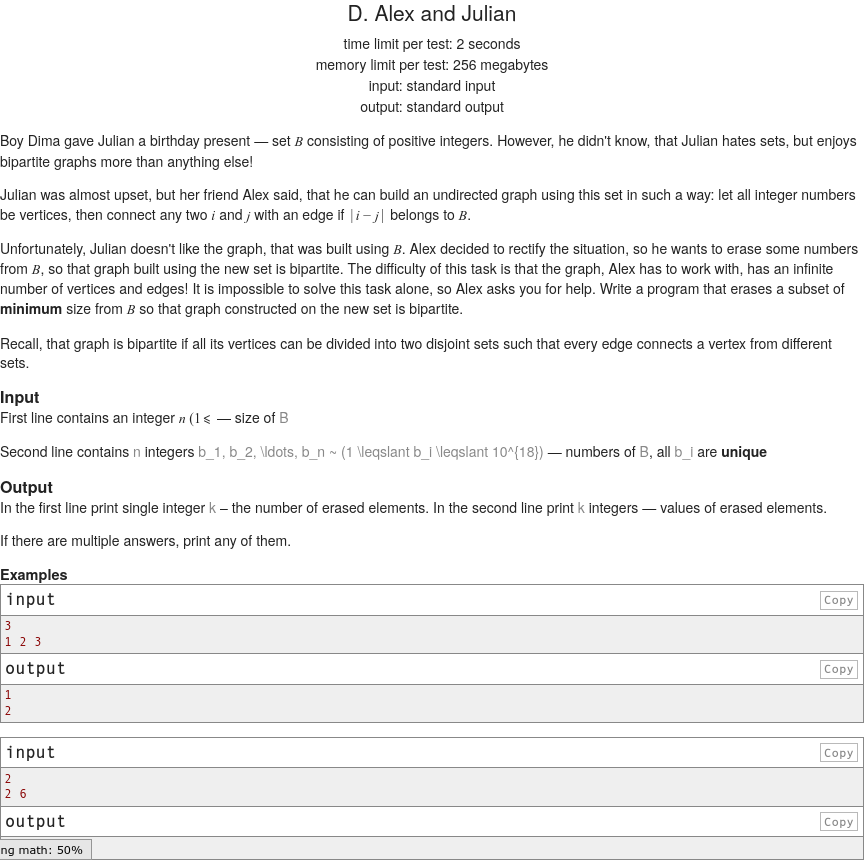 D. Alex and Julian
time limit per test: 2 seconds
memory limit per test: 256 megabytes
input: standard input
output: standard output
Boy Dima gave Julian a birthday present — set B consisting of positive integers. However, he didn't know, that Julian hates sets, but enjoys
bipartite graphs more than anything else!
Julian was almost upset, but her friend Alex said, that he can build an undirected graph using this set in such a way: let all integer numbers
be vertices, then connect any two i and j with an edge if |i − j| belongs to B.
Unfortunately, Julian doesn't like the graph, that was built using B. Alex decided to rectify the situation, so he wants to erase some numbers
from B, so that graph built using the new set is bipartite. The difficulty of this task is that the graph, Alex has to work with, has an infinite
number of vertices and edges! It is impossible to solve this task alone, so Alex asks you for help. Write a program that erases a subset of
minimum size from B so that graph constructed on the new set is bipartite.
Recall, that graph is bipartite if all its vertices can be divided into two disjoint sets such that every edge connects a vertex from different
sets.
Input
First line contains an integer n (1 ⩽ — size of B
Second line contains n integers b_1, b_2, \ldots, b_n ~ (1 \leqslant b_i \leqslant 10^{18}) — numbers of B, all b_i are unique
Output
In the first line print single integer k – the number of erased elements. In the second line print k integers — values of erased elements.
If there are multiple answers, print any of them.
Examples
input
Copy
3
1 2 3
output
Copy
1
2
input
Copy
2
2 6
output
Copy
ng math: 50%